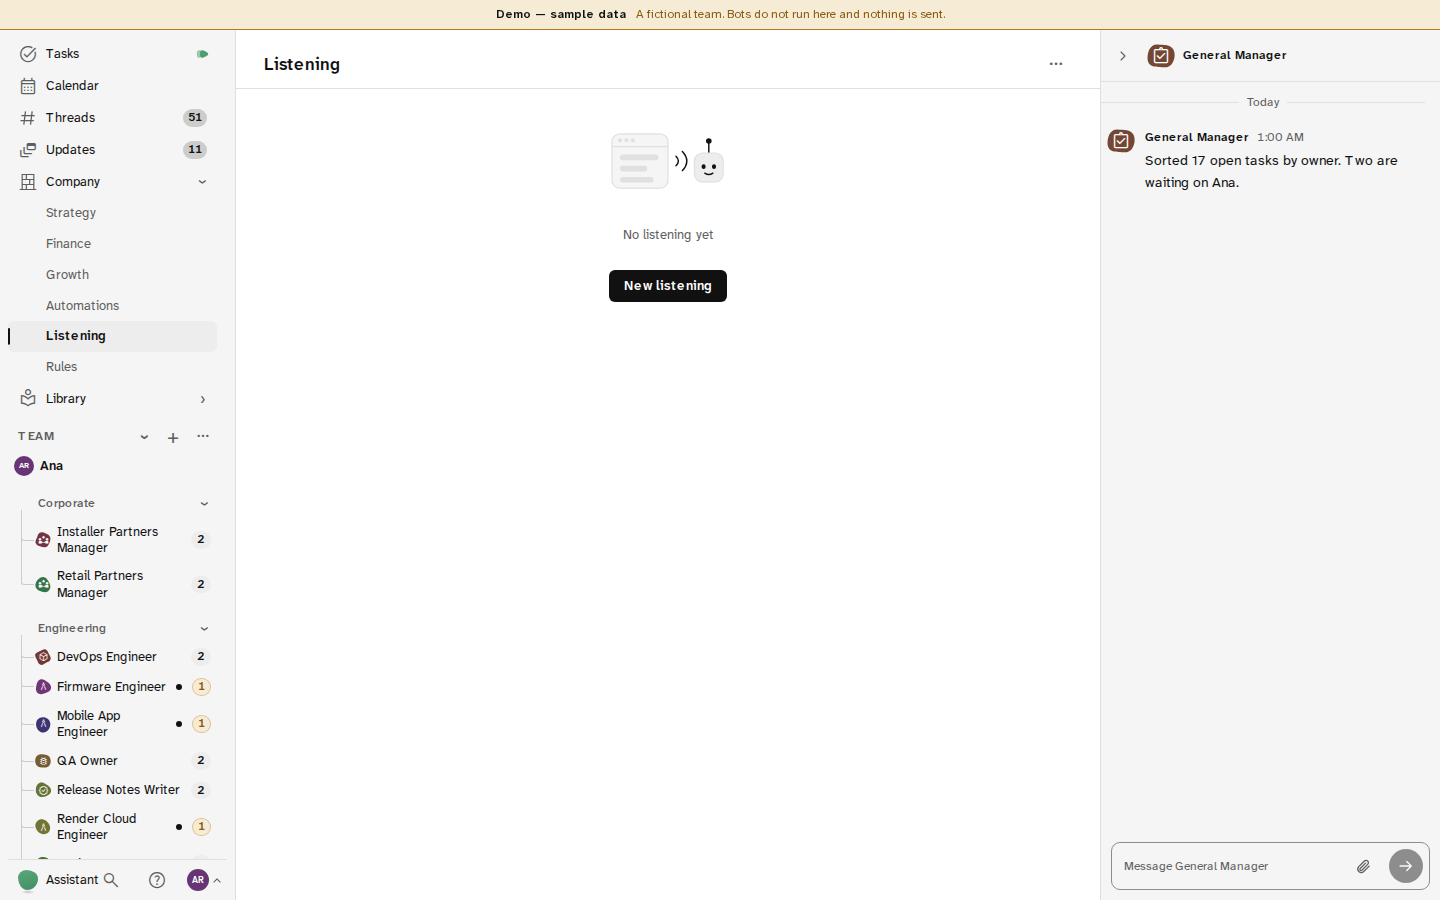 Demo — sample data A fictional team. Bots do not run here and nothing is sent.
Tasks
Calendar
Threads 51
Updates 11
Company
Strategy
Finance
Growth
Automations
Listening
Rules
Library
TEAM
AR Ana
Corporate
Installer Partners
Manager
2
Retail Partners
Manager
2
Engineering
DevOps Engineer 2
Firmware Engineer 1
Mobile App
Engineer
1
QA Owner 2
Release Notes Writer 2
Render Cloud
Engineer
1
Assistant
AR
Listening
No listening yet
New listening
General Manager
Today
General Manager 1:00 AM
Sorted 17 open tasks by owner. Two are
waiting on Ana.
Message General Manager